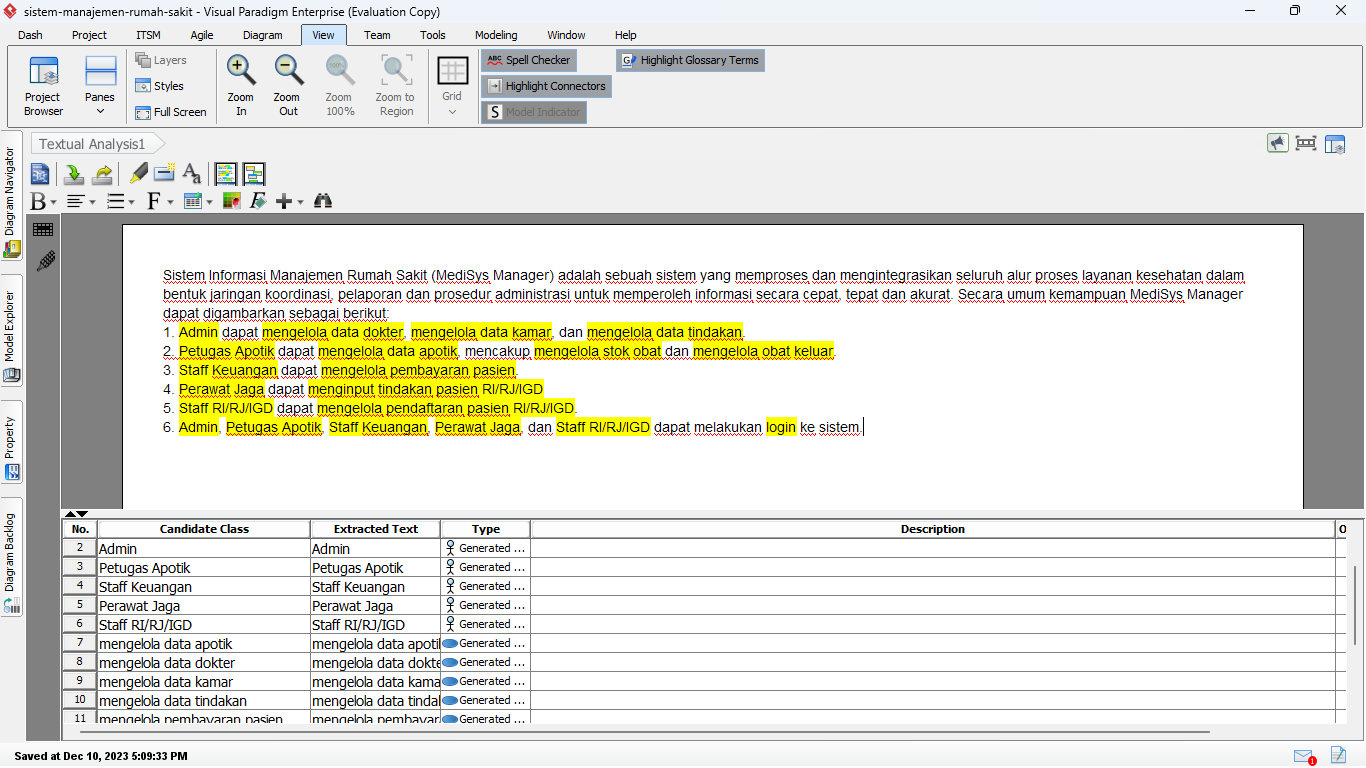 sistem-manajemen-rumah-sakit - Visual Paradigm Enterprise (Evaluation Copy)
Dash Project ITSM Agile Diagram View Team Tools Modeling Window Help
Project Browser
Panes
Layers
Styles
Full Screen
Zoom In
Zoom Out
Zoom 100%
Zoom to Region
Grid
ABC Spell Checker
Highlight Connectors
S Model Indicator
G Highlight Glossary Terms
Textual Analysis1
Diagram Navigator
Model Explorer
Property
Diagram Backlog
Sistem Informasi Manajemen Rumah Sakit (MediSys Manager) adalah sebuah sistem yang memproses dan mengintegrasikan seluruh alur proses layanan kesehatan dalam
bentuk jaringan koordinasi, pelaporan dan prosedur administrasi untuk memperoleh informasi secara cepat, tepat dan akurat. Secara umum kemampuan MediSys Manager
dapat digambarkan sebagai berikut:
1. Admin dapat mengelola data dokter, mengelola data kamar, dan mengelola data tindakan.
2. Petugas Apotik dapat mengelola data apotik, mencakup mengelola stok obat dan mengelola obat keluar.
3. Staff Keuangan dapat mengelola pembayaran pasien.
4. Perawat Jaga dapat menginput tindakan pasien RI/RJ/IGD
5. Staff RI/RJ/IGD dapat mengelola pendaftaran pasien RI/RJ/IGD.
6. Admin, Petugas Apotik, Staff Keuangan, Perawat Jaga, dan Staff RI/RJ/IGD dapat melakukan login ke sistem.
No. Candidate Class Extracted Text Type Description O
2 Admin Admin Generated ...
3 Petugas Apotik Petugas Apotik Generated ...
4 Staff Keuangan Staff Keuangan Generated ...
5 Perawat Jaga Perawat Jaga Generated ...
6 Staff RI/RJ/IGD Staff RI/RJ/IGD Generated ...
7 mengelola data apotik mengelola data apoti Generated ...
8 mengelola data dokter mengelola data dokte Generated ...
9 mengelola data kamar mengelola data kama Generated ...
10 mengelola data tindakan mengelola data tindal Generated ...
11 mengelola pembayaran pasien mengelola pembayar Generated ...
Saved at Dec 10, 2023 5:09:33 PM
1